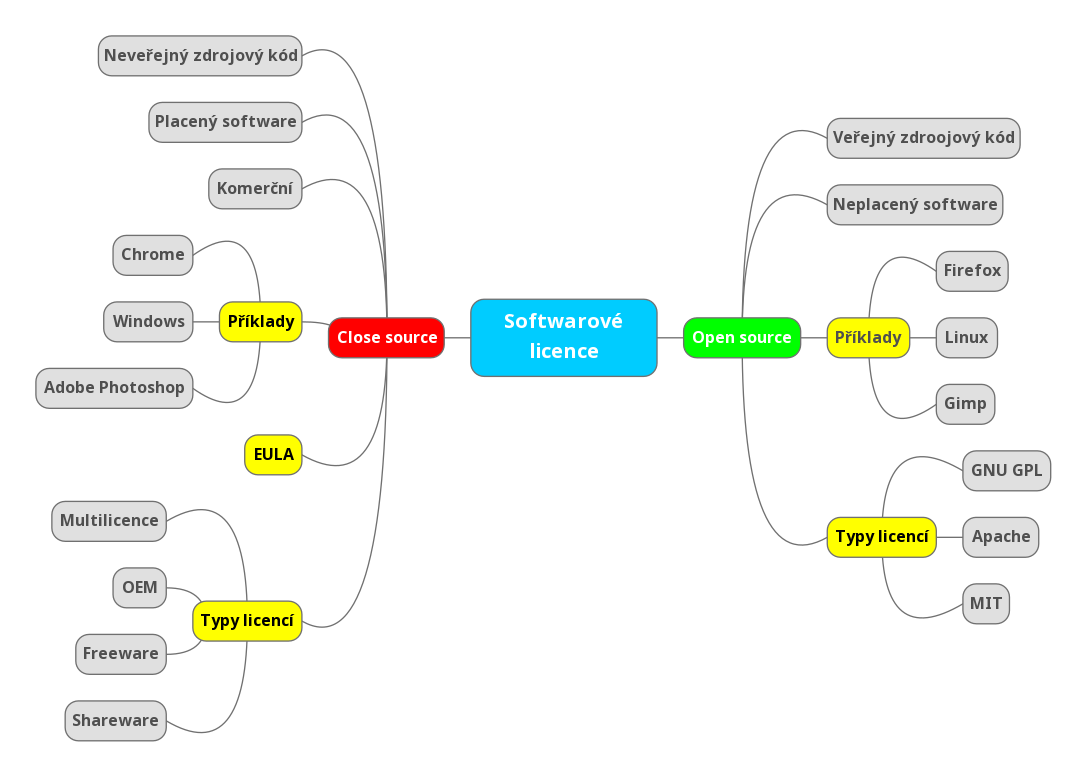 Softwarové
licence
Close source
Neveřejný zdrojový kód
Placený software
Komerční
Příklady
Chrome
Windows
Adobe Photoshop
EULA
Typy licencí
Multilicence
OEM
Freeware
Shareware
Open source
Veřejný zdroojový kód
Neplacený software
Příklady
Firefox
Linux
Gimp
Typy licencí
GNU GPL
Apache
MIT